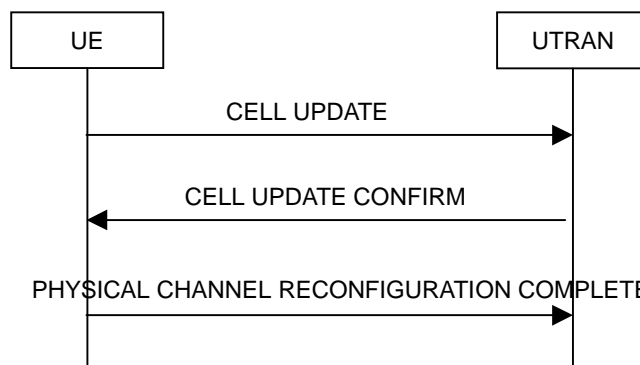 UE
UTRAN
CELL UPDATE
CELL UPDATE CONFIRM
PHYSICAL CHANNEL RECONFIGURATION COMPLETE